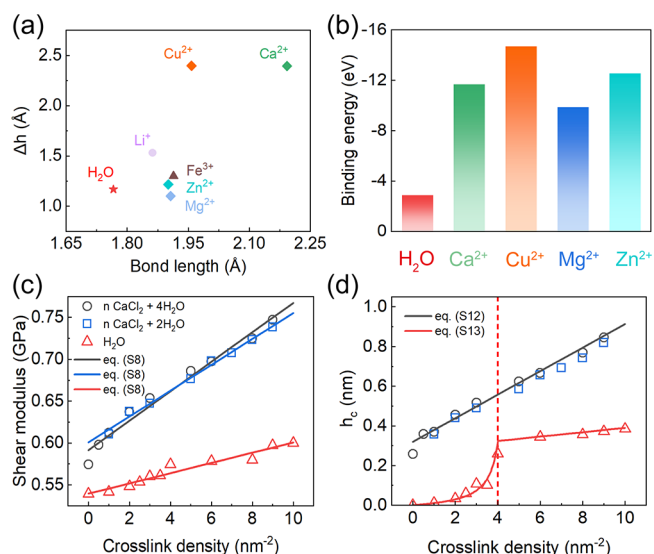 (a)
Δh (Å)
2.5
2.0
1.5
1.0
Cu²⁺
Ca²⁺
Li⁺
H₂O
Fe³⁺
Zn²⁺
Mg²⁺
1.65 1.80 1.95 2.10 2.25
Bond length (Å)
(b)
Binding energy (eV)
-16
-12
-8
-4
0
H₂O Ca²⁺ Cu²⁺ Mg²⁺ Zn²⁺
(c)
Shear modulus (GPa)
0.75
0.70
0.65
0.60
0.55
n CaCl₂ + 4H₂O
n CaCl₂ + 2H₂O
H₂O
eq. (S8)
eq. (S8)
eq. (S8)
0 2 4 6 8 10
Crosslink density (nm⁻²)
(d)
h_c (nm)
1.0
0.8
0.6
0.4
0.2
0.0
eq. (S12)
eq. (S13)
0 2 4 6 8 10
Crosslink density (nm⁻²)